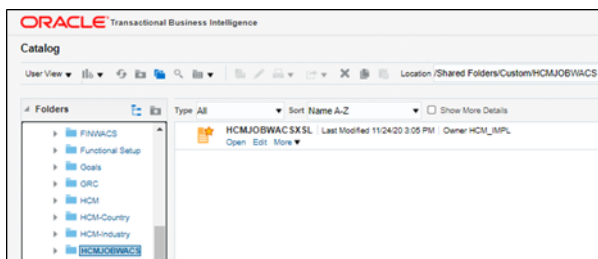 ORACLE Transactional Business Intelligence
Catalog
User View Location /Shared Folders/Custom/HCMJOBWACS
Folders Type All Sort Name A-Z Show More Details
FINWACS HCMJOBWACSXSL Last Modified 11/24/20 3:05 PM Owner HCM_IMPL
Functional Setup Open Edit More
Goals
GRC
HCM
HCM-Country
HCM-Industry
HCMJOBWACS